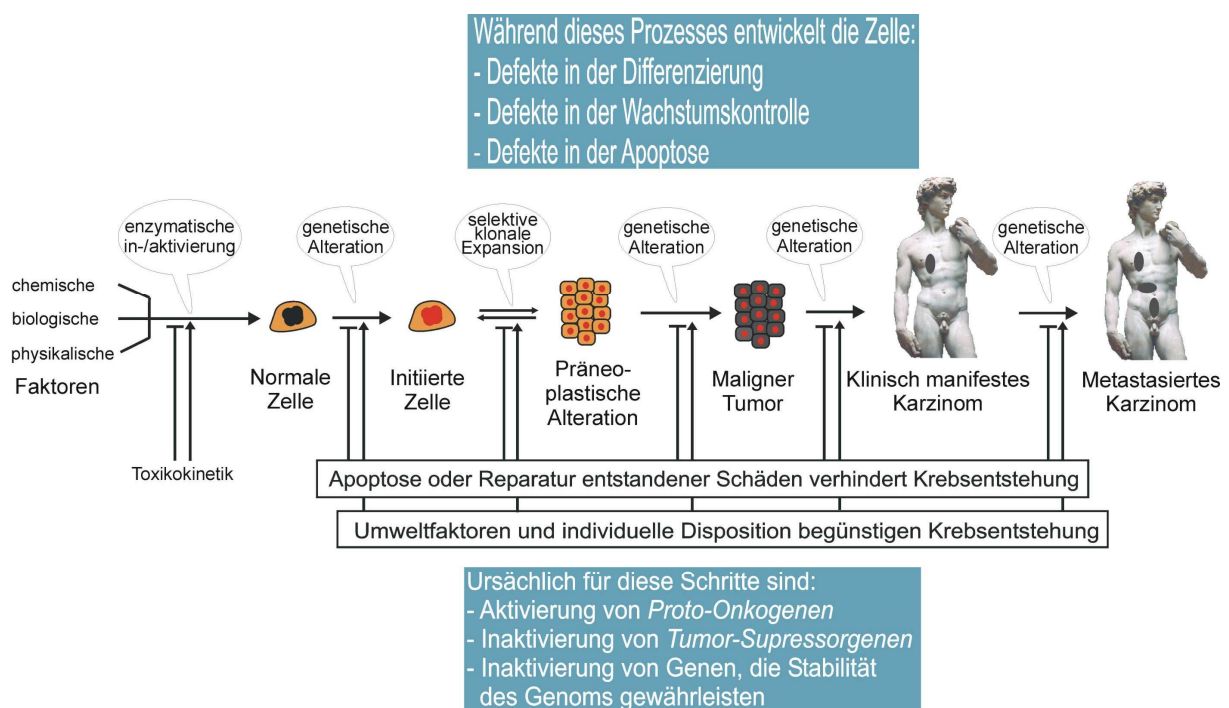 Während dieses Prozesses entwickelt die Zelle:
- Defekte in der Differenzierung
- Defekte in der Wachstumskontrolle
- Defekte in der Apoptose
enzymatische
in-/aktivierung
genetische
Alteration
selektive
klonale
Expansion
genetische
Alteration
genetische
Alteration
genetische
Alteration
chemische
biologische
physikalische
Faktoren
Normale
Zelle
Initiierte
Zelle
Präneo-
plastische
Alteration
Maligner
Tumor
Klinisch manifestes
Karzinom
Metastasiertes
Karzinom
Toxikokinetik
Apoptose oder Reparatur entstandener Schäden verhindert Krebsentstehung
Umweltfaktoren und individuelle Disposition begünstigen Krebsentstehung
Ursächlich für diese Schritte sind:
- Aktivierung von Proto-Onkogenen
- Inaktivierung von Tumor-Supressorgenen
- Inaktivierung von Genen, die Stabilität
des Genoms gewährleisten